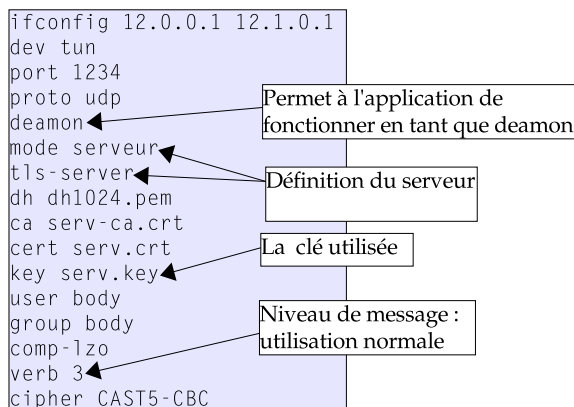 ifconfig 12.0.0.1 12.1.0.1
dev tun
port 1234
proto udp
deamon
mode serveur
tls-server
dh dh1024.pem
ca serv-ca.crt
cert serv.crt
key serv.key
user body
group body
comp-lzo
verb 3
cipher CAST5-CBC
Permet à l'application de
fonctionner en tant que deamon
Définition du serveur
La clé utilisée
Niveau de message :
utilisation normale